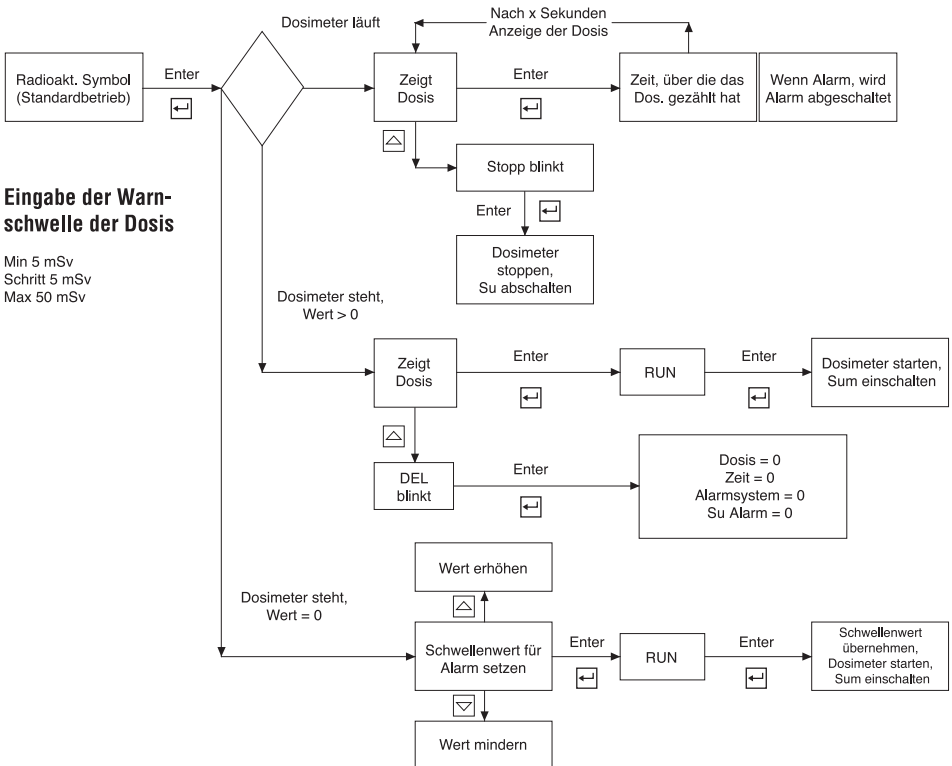 Dosimeter läuft
Nach x Sekunden
Anzeige der Dosis
Radioakt. Symbol
(Standardbetrieb)
Enter
Zeigt
Dosis
Enter
Zeit, über die das
Dos. gezählt hat
Wenn Alarm, wird
Alarm abgeschaltet
Stopp blinkt
Enter
Dosimeter
stoppen,
Su abschalten
Eingabe der Warn-
schwelle der Dosis
Min 5 mSv
Schritt 5 mSv
Max 50 mSv
Dosimeter steht,
Wert > 0
Zeigt
Dosis
Enter
RUN
Enter
Dosimeter starten,
Sum einschalten
DEL
blinkt
Enter
Dosis = 0
Zeit = 0
Alarmsystem = 0
Su Alarm = 0
Dosimeter steht,
Wert = 0
Wert erhöhen
Schwellenwert für
Alarm setzen
Enter
RUN
Enter
Schwellenwert
übernehmen,
Dosimeter starten,
Sum einschalten
Wert mindern